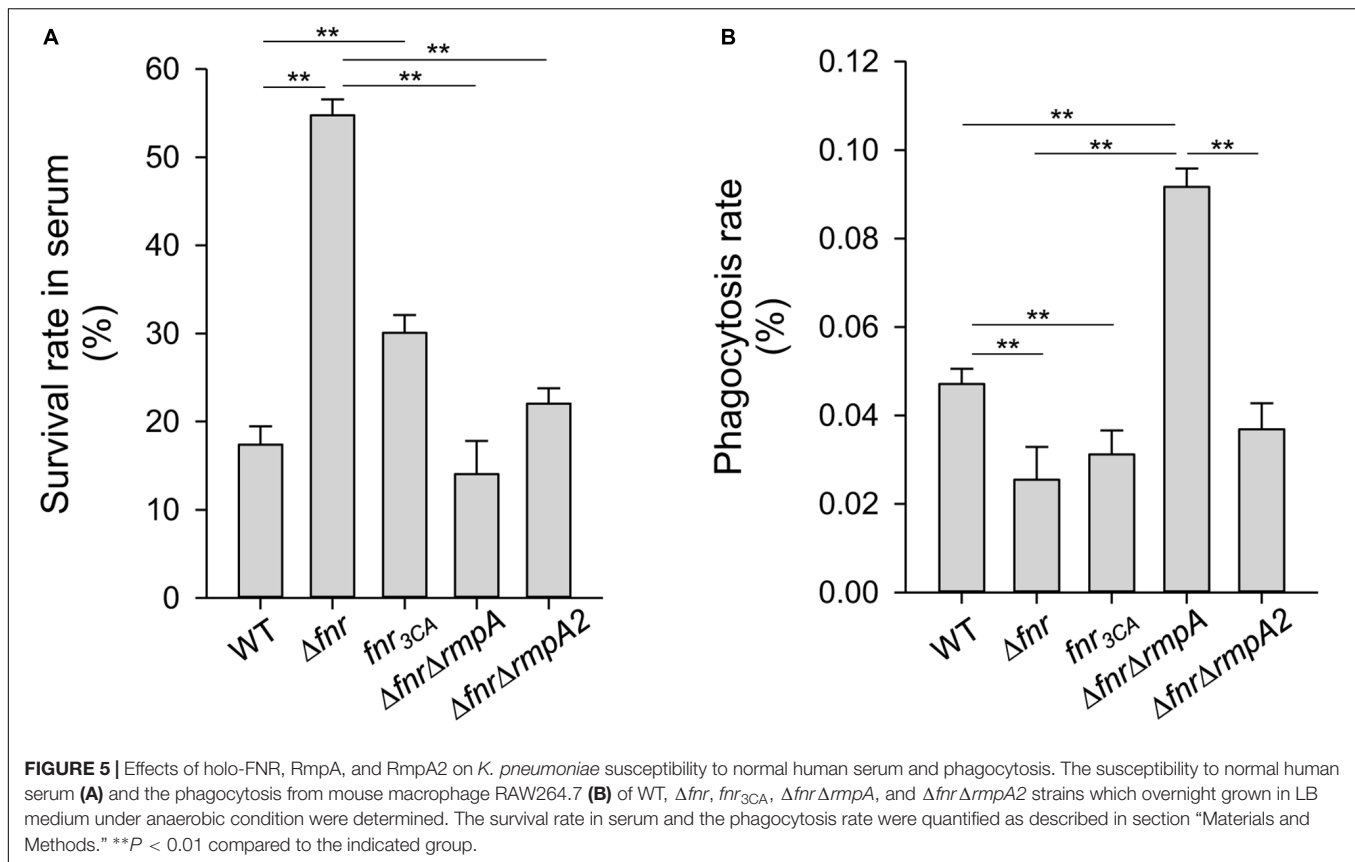 A
** 
** **
** **
60
50
40
30
20
10
0
Survival rate in serum
(%)
WT
Δfnr
fnr3CA
ΔfnrΔrmpA
ΔfnrΔrmpA2
B
**
** **
**
**
0.12
0.10
0.08
0.06
0.04
0.02
0.00
Phagocytosis rate
(%)
WT
Δfnr
fnr3CA
ΔfnrΔrmpA
ΔfnrΔrmpA2
FIGURE 5 | Effects of holo-FNR, RmpA, and RmpA2 on K. pneumoniae susceptibility to normal human serum and phagocytosis. The susceptibility to normal human
serum (A) and the phagocytosis from mouse macrophage RAW264.7 (B) of WT, Δfnr, fnr3CA, ΔfnrΔrmpA, and ΔfnrΔrmpA2 strains which overnight grown in LB
medium under anaerobic condition were determined. The survival rate in serum and the phagocytosis rate were quantified as described in section “Materials and
Methods.” **P < 0.01 compared to the indicated group.